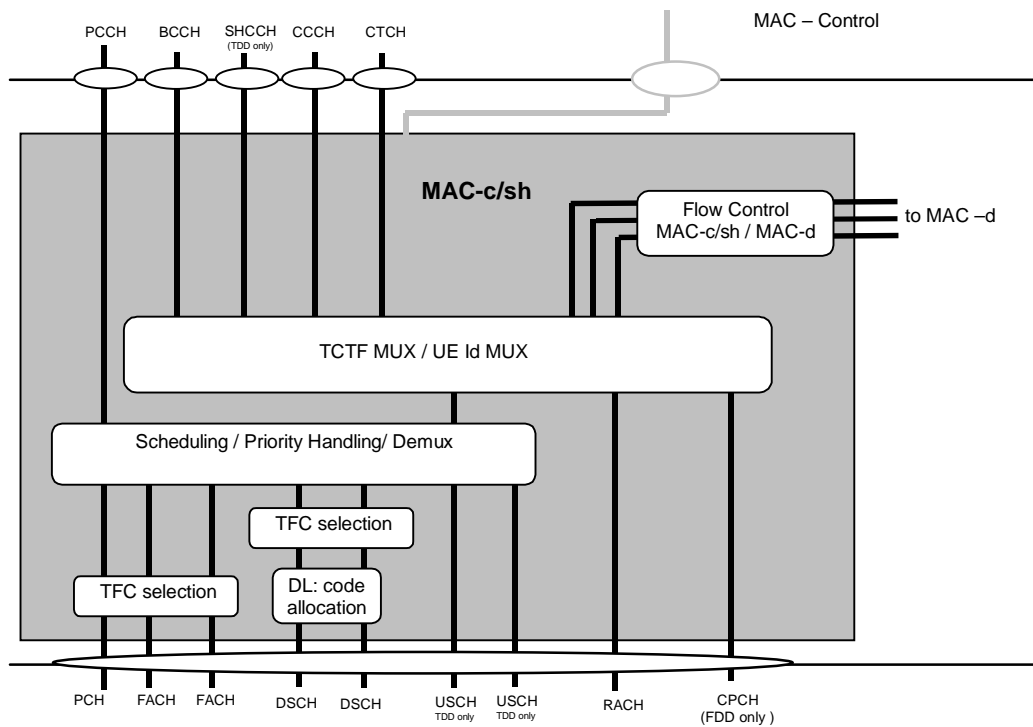 MAC – Control
PCCH BCCH SHCCH CCCH CTCH
(TDD only)
MAC-c/sh
Flow Control
MAC-c/sh / MAC-d
to MAC –d
TCTF MUX / UE Id MUX
Scheduling / Priority Handling/ Demux
TFC selection
TFC selection
DL: code
allocation
PCH FACH FACH DSCH DSCH USCH USCH RACH CPCH
TDD only TDD only (FDD only )